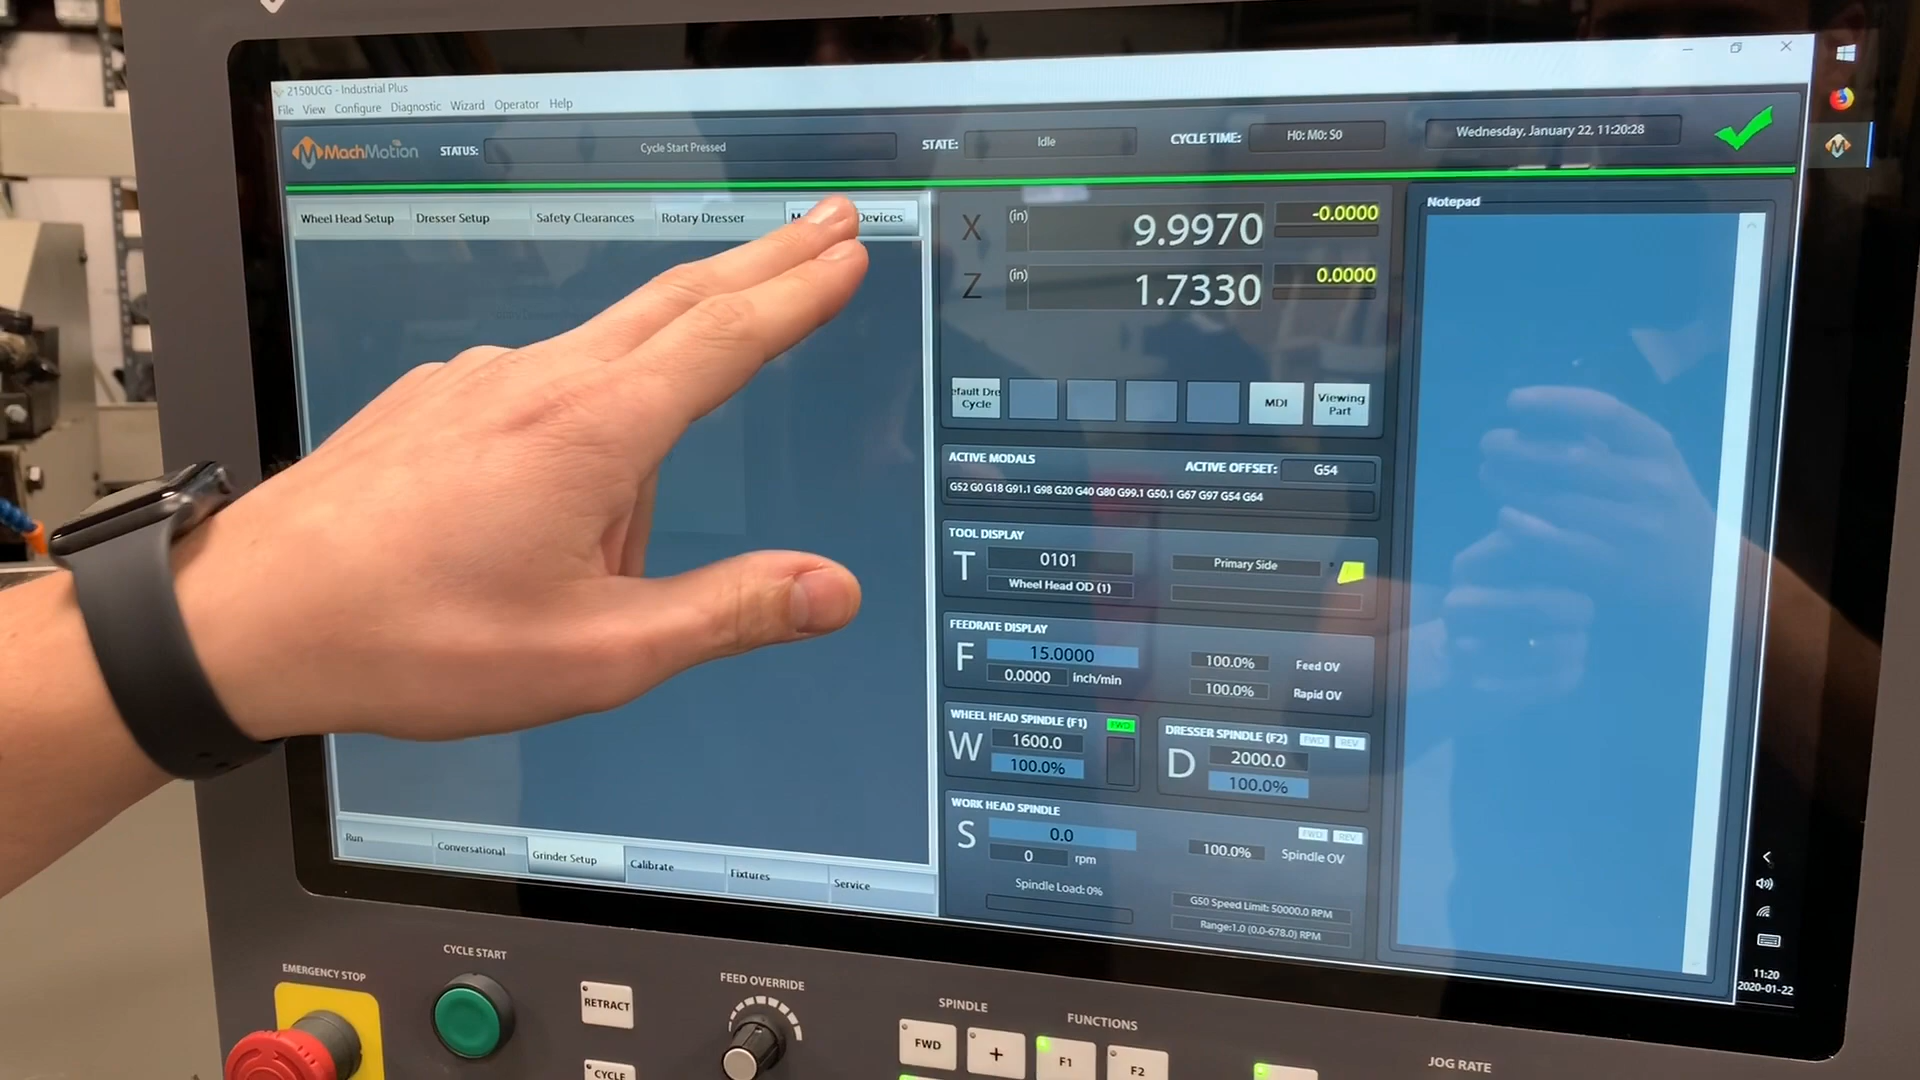 2150UCG - Industrial Plus
File View Configure Diagnostic Wizard Operator Help
MachMotion
STATUS: Cycle Start Pressed
STATE: Idle
CYCLE TIME: H0: M0: S0
Wednesday, January 22, 11:20:28
Wheel Head Setup Dresser Setup Safety Clearances Rotary Dresser Devices
X (in) 9.9970 -0.0000
Z (in) 1.7330 0.0000
Notepad
efault Dre
Cycle
MDI
Viewing
Part
ACTIVE MODALS
ACTIVE OFFSET: G54
G52 G0 G18 G91.1 G98 G20 G40 G80 G99.1 G50.1 G67 G97 G54 G64
TOOL DISPLAY
T 0101
Wheel Head OD (1)
Primary Side
FEEDRATE DISPLAY
F 15.0000
0.0000 inch/min
100.0% Feed OV
100.0% Rapid OV
WHEEL HEAD SPINDLE (F1) FWD
W 1600.0
100.0%
DRESSER SPINDLE (F2) FWD REV
D 2000.0
100.0%
WORK HEAD SPINDLE FWD REV
S 0.0
0 rpm
100.0% Spindle OV
Spindle Load: 0%
G50 Speed Limit: 50000.0 RPM
Range:1.0 (0.0-678.0) RPM
Run Conversational Grinder Setup Calibrate Fixtures Service
11:20
2020-01-22
EMERGENCY STOP
CYCLE START
RETRACT
CYCLE
FEED OVERRIDE
SPINDLE
FWD
+
FUNCTIONS
F1
F2
JOG RATE